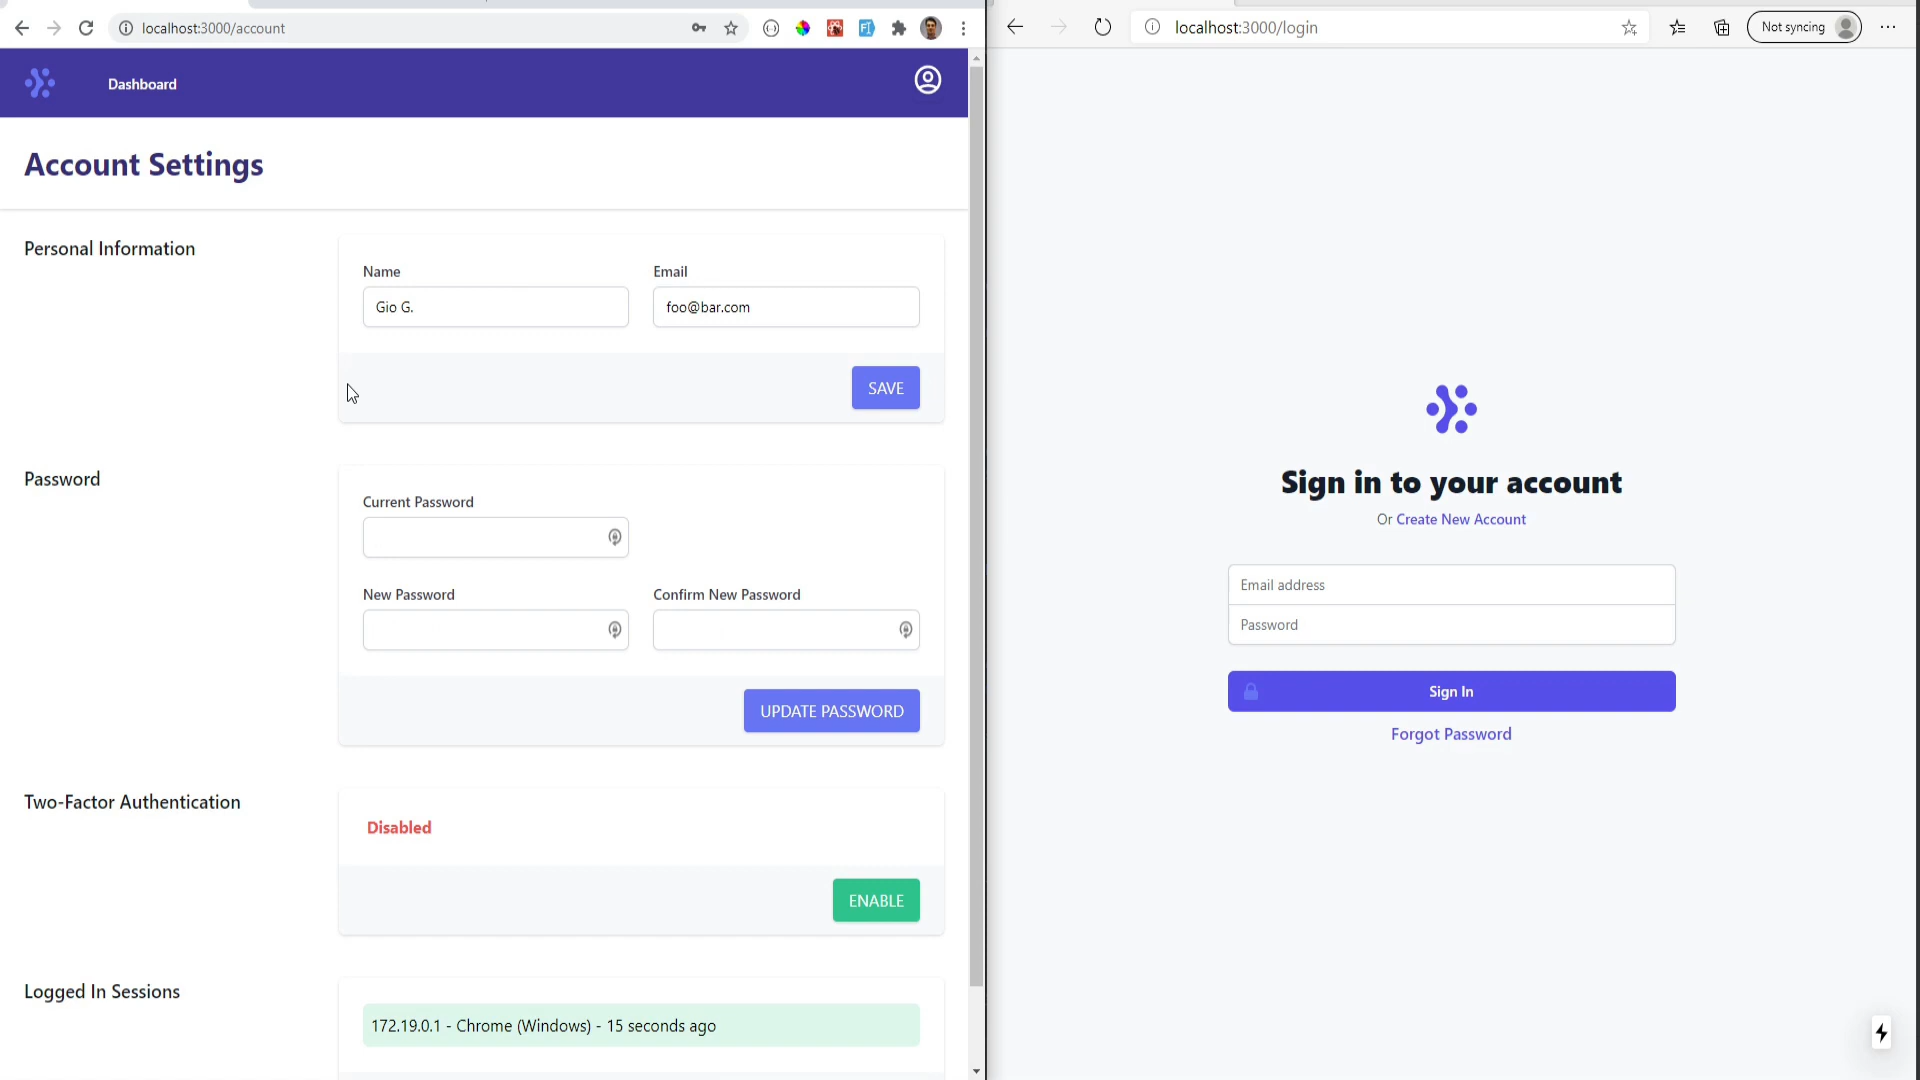 localhost:3000/account
Dashboard
Account Settings
Personal Information
Name
Email
Gio G.
foo@bar.com
SAVE
Password
Current Password
New Password
Confirm New Password
UPDATE PASSWORD
Two-Factor Authentication
Disabled
ENABLE
Logged In Sessions
172.19.0.1 - Chrome (Windows) - 15 seconds ago
localhost:3000/login
Not syncing
Sign in to your account
Or Create New Account
Email address
Password
Sign In
Forgot Password